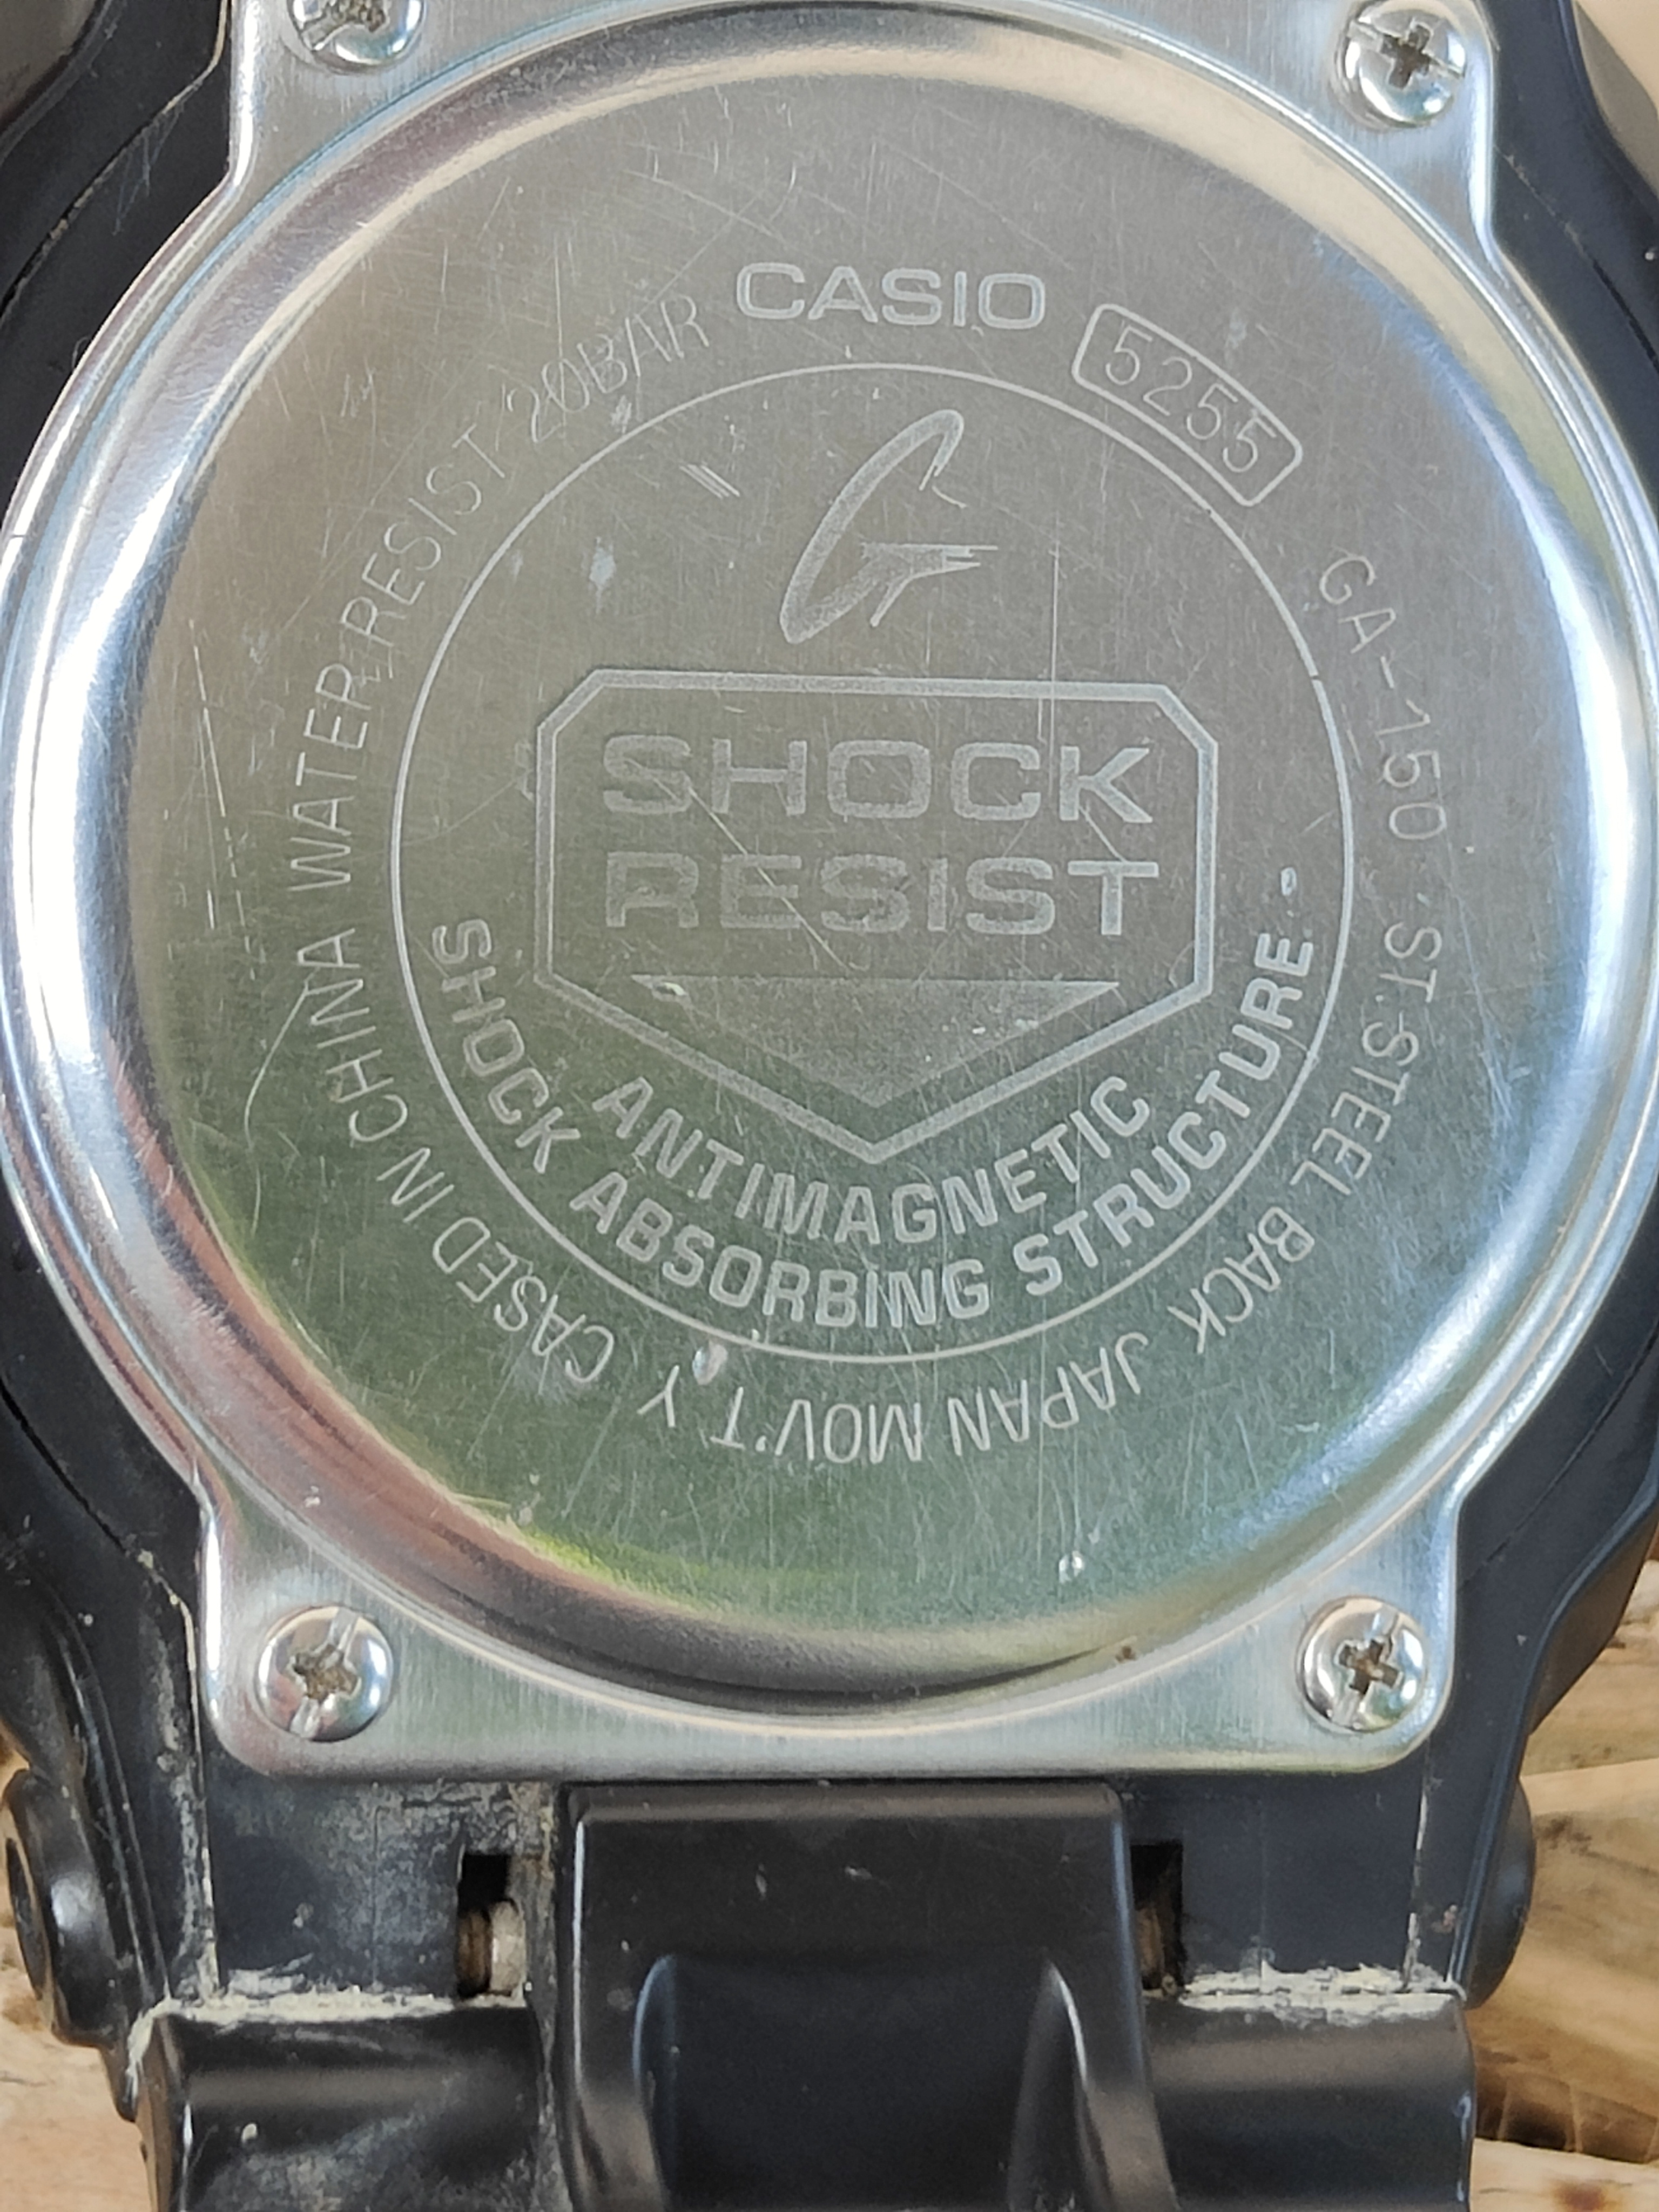 CASIO
5255
GA-150 ST.STEEL BACK JAPAN MOV'T Y CASED IN CHINA WATER RESIST 20BAR
G
SHOCK
RESIST
ANTIMAGNETIC
SHOCK ABSORBING STRUCTURE